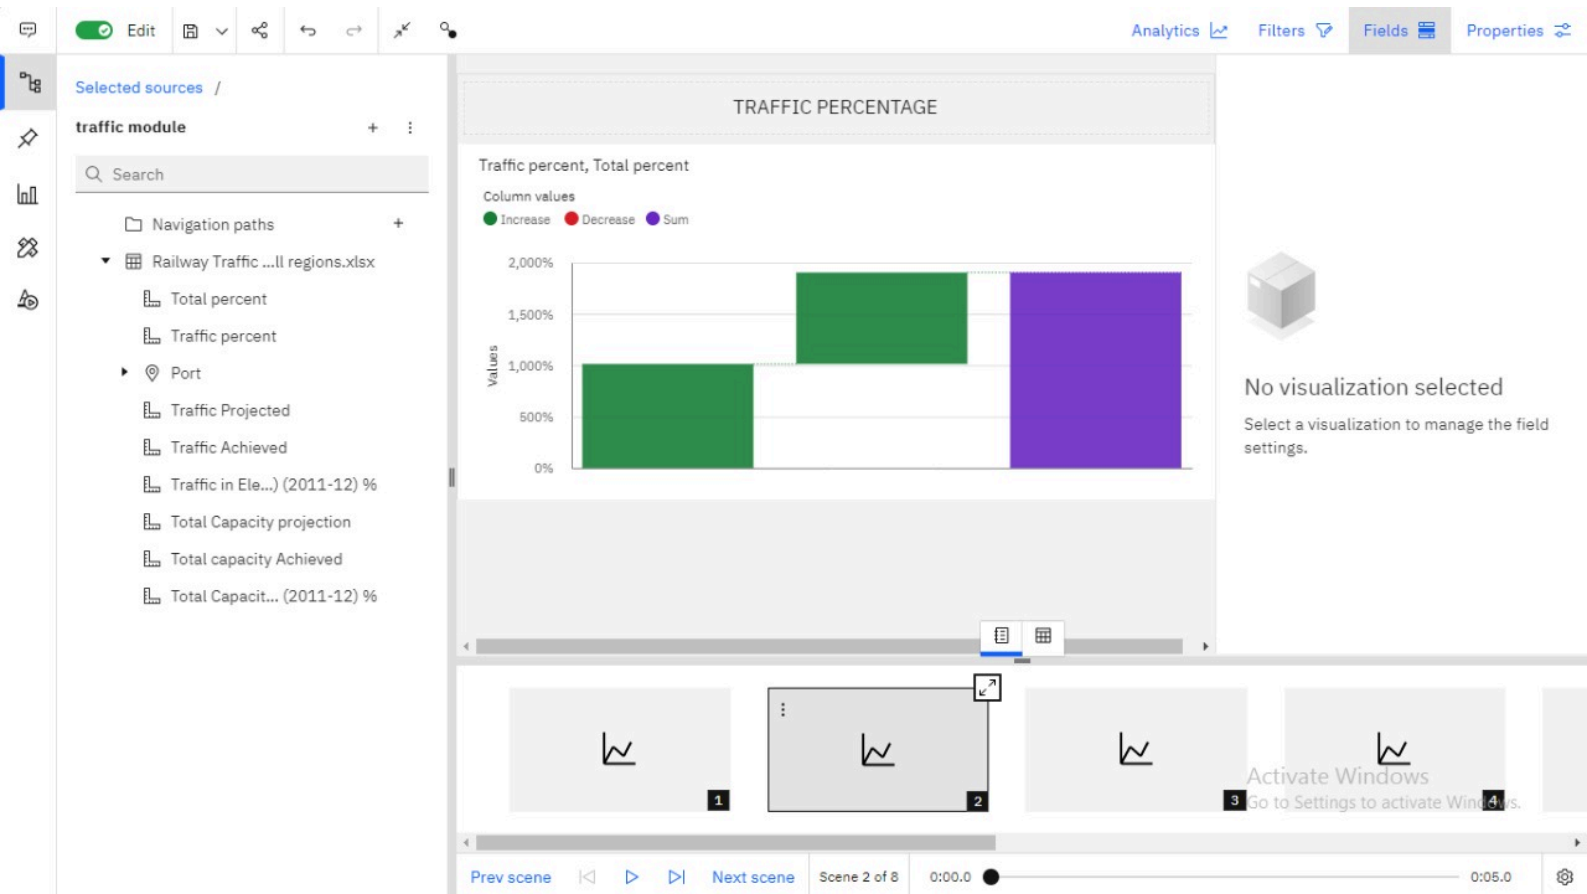 Edit
Analytics
Filters
Fields
Properties
Selected sources /
traffic module
Search
Navigation paths
Railway Traffic ...ll regions.xlsx
Total percent
Traffic percent
Port
Traffic Projected
Traffic Achieved
Traffic in Ele...) (2011-12) %
Total Capacity projection
Total capacity Achieved
Total Capacit... (2011-12) %
TRAFFIC PERCENTAGE
Traffic percent, Total percent
Column values
Increase Decrease Sum
Values
2,000%
1,500%
1,000%
500%
0%
No visualization selected
Select a visualization to manage the field
settings.
1
2
3
4
Activate Windows
Go to Settings to activate Windows.
Prev scene
Next scene
Scene 2 of 8
0:00.0
0:05.0